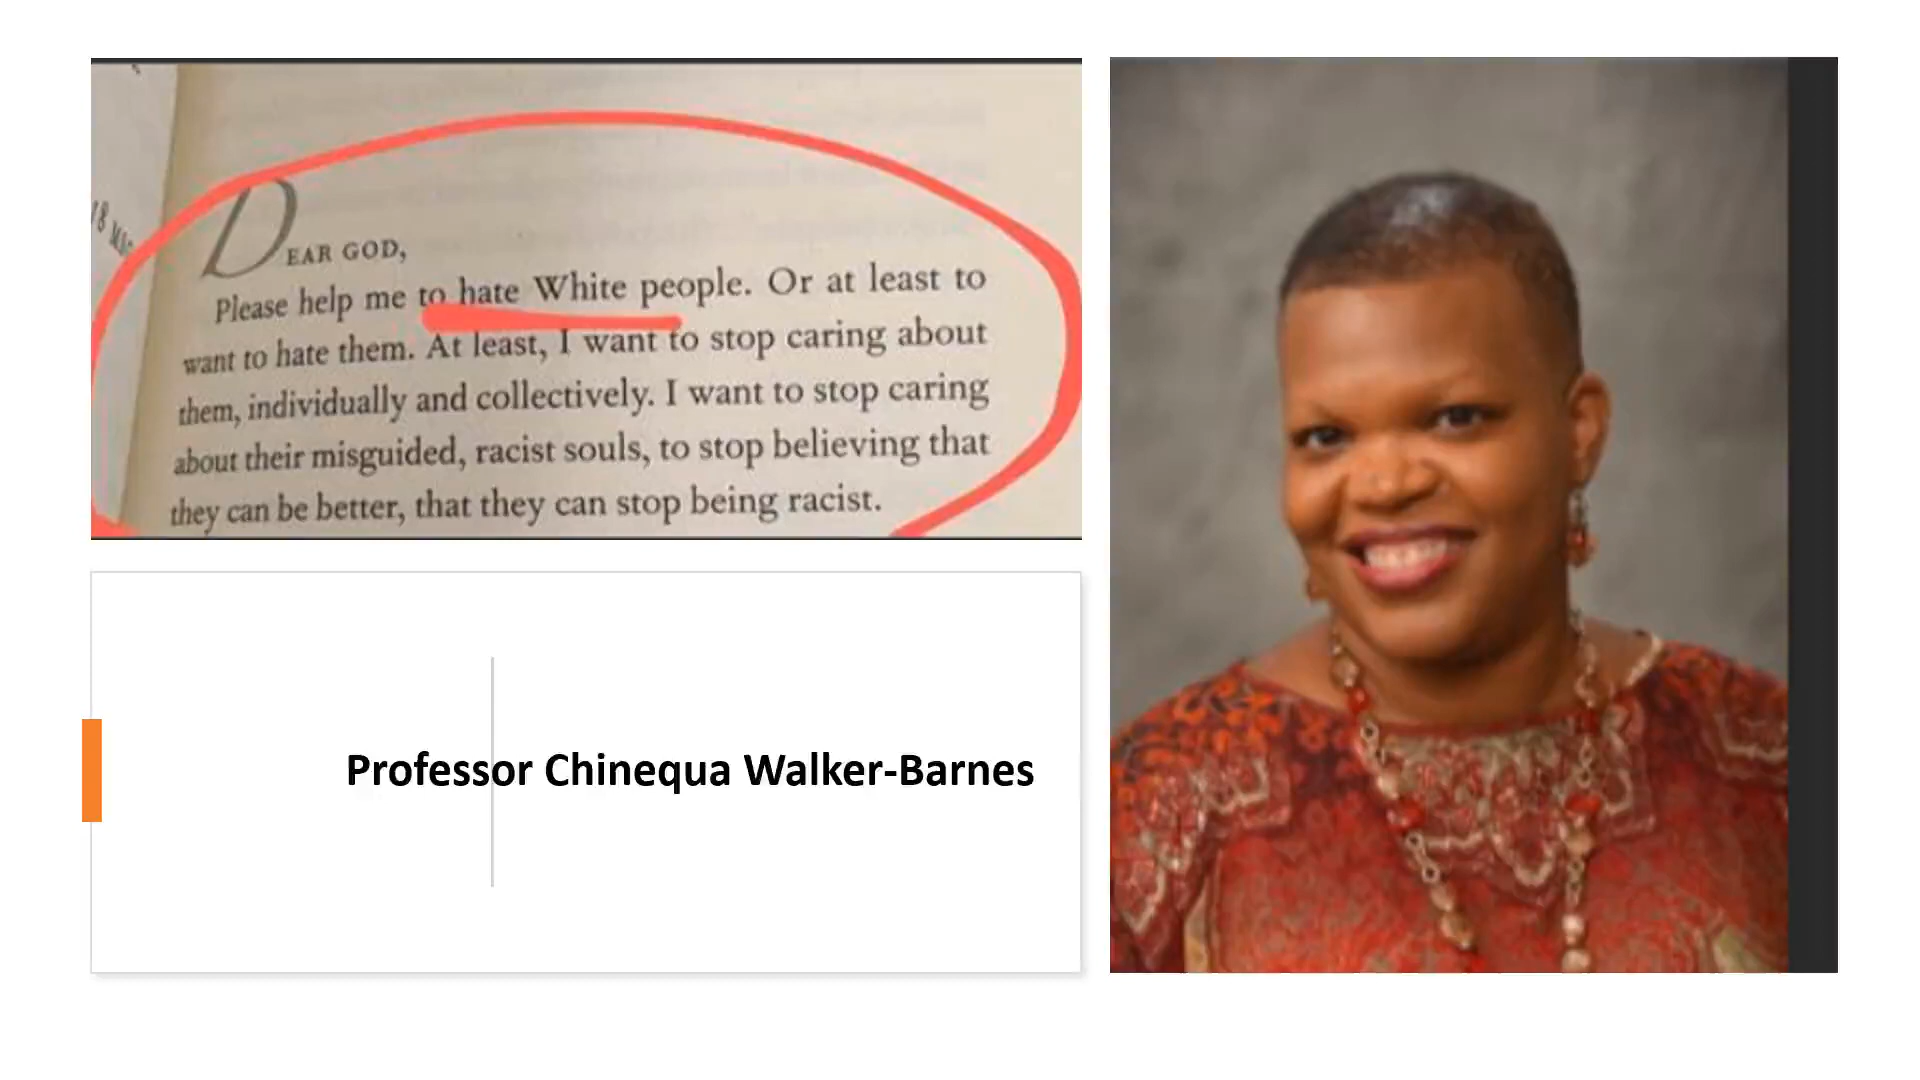 18 MAG
DEAR GOD,
Please help me to hate White people. Or at least to
want to hate them. At least, I want to stop caring about
them, individually and collectively. I want to stop caring
about their misguided, racist souls, to stop believing that
they can be better, that they can stop being racist.
Professor Chinequa Walker-Barnes